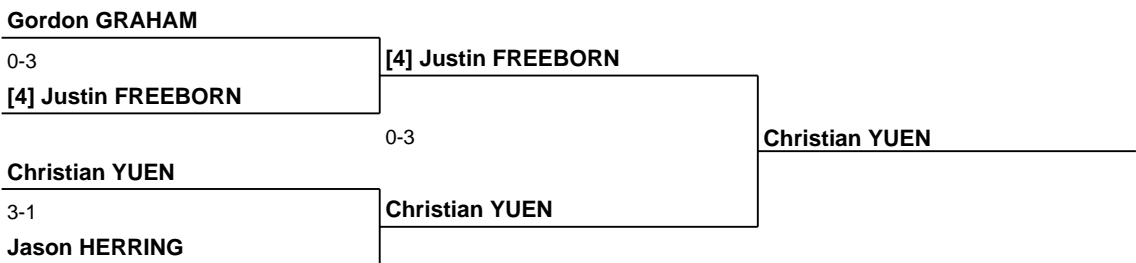 Gordon GRAHAM
0-3
[4] Justin FREEBORN
[4] Justin FREEBORN
0-3
Christian YUEN
Christian YUEN
3-1
Christian YUEN
Jason HERRING